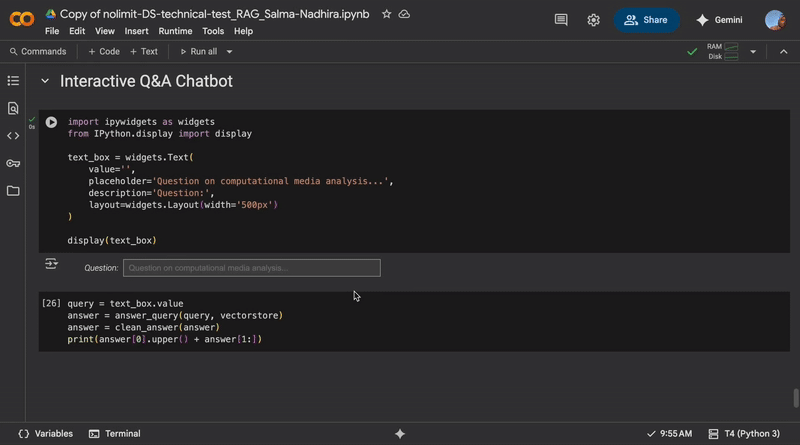 CO Copy of nolimit-DS-technical-test_RAG_Salma-Nadhira.ipynb
File Edit View Insert Runtime Tools Help
Share
Gemini
Commands + Code + Text Run all
RAM
Disk
Interactive Q&A Chatbot
0s
import ipywidgets as widgets
from IPython.display import display
text_box = widgets.Text(
value='',
placeholder='Question on computational media analysis...',
description='Question:',
layout=widgets.Layout(width='500px')
)
display(text_box)
Question: Question on computational media analysis...
[26] query = text_box.value
answer = answer_query(query, vectorstore)
answer = clean_answer(answer)
print(answer[0].upper() + answer[1:])
Variables Terminal 9:55 AM T4 (Python 3)